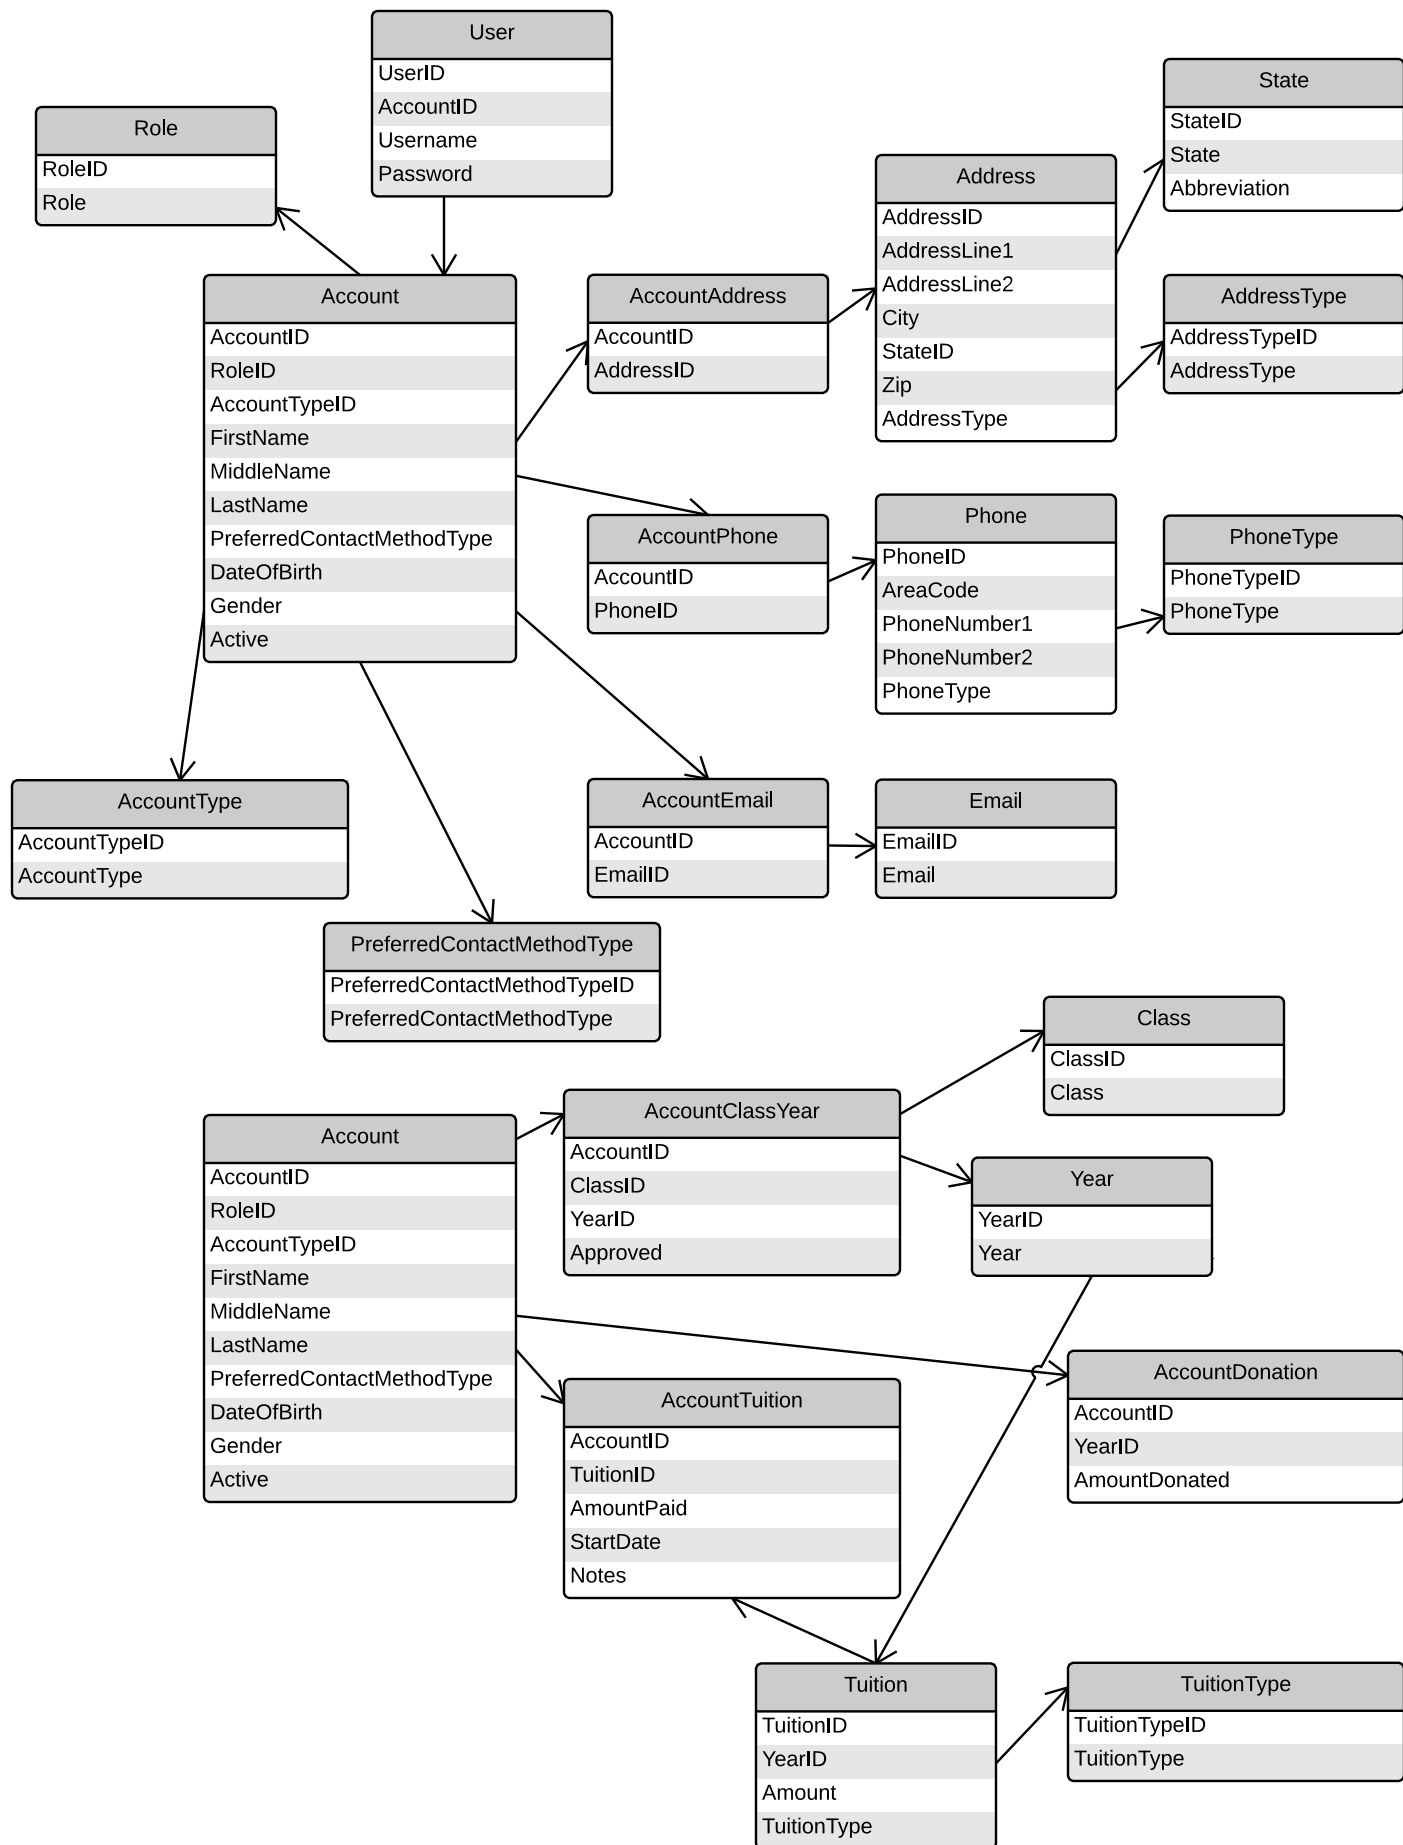 User
UserID
AccountID
Username
Password
Role
RoleID
Role
State
StateID
State
Abbreviation
Address
AddressID
AddressLine1
AddressLine2
City
StateID
Zip
AddressType
Account
AccountID
RoleID
AccountTypeID
FirstName
MiddleName
LastName
PreferredContactMethodType
DateOfBirth
Gender
Active
AccountAddress
AccountID
AddressID
AddressType
AddressTypeID
AddressType
AccountPhone
AccountID
PhoneID
Phone
PhoneID
AreaCode
PhoneNumber1
PhoneNumber2
PhoneType
PhoneType
PhoneTypeID
PhoneType
AccountType
AccountTypeID
AccountType
AccountEmail
AccountID
EmailID
Email
EmailID
Email
PreferredContactMethodType
PreferredContactMethodTypeID
PreferredContactMethodType
Class
ClassID
Class
Account
AccountID
RoleID
AccountTypeID
FirstName
MiddleName
LastName
PreferredContactMethodType
DateOfBirth
Gender
Active
AccountClassYear
AccountID
ClassID
YearID
Approved
Year
YearID
Year
AccountTuition
AccountID
TuitionID
AmountPaid
StartDate
Notes
AccountDonation
AccountID
YearID
AmountDonated
Tuition
TuitionID
YearID
Amount
TuitionType
TuitionType
TuitionTypeID
TuitionType